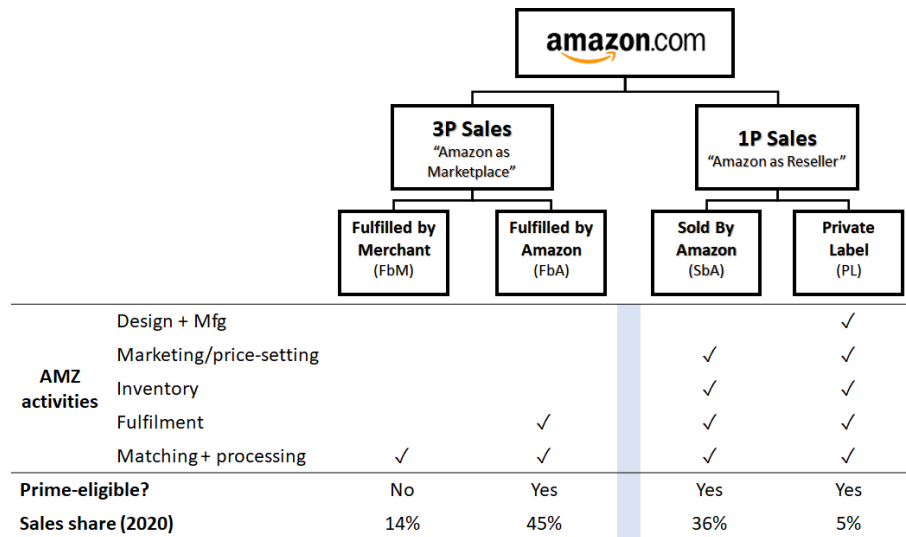 amazon.com
3P Sales
“Amazon as
Marketplace”
1P Sales
“Amazon as Reseller”
Fulfilled by
Merchant
(FbM)
Fulfilled by
Amazon
(FbA)
Sold By
Amazon
(SbA)
Private
Label
(PL)
AMZ
activities
Design + Mfg ✓
Marketing/price-setting ✓ ✓
Inventory ✓ ✓
Fulfilment ✓ ✓ ✓
Matching + processing ✓ ✓ ✓ ✓
Prime-eligible? No Yes Yes Yes
Sales share (2020) 14% 45% 36% 5%